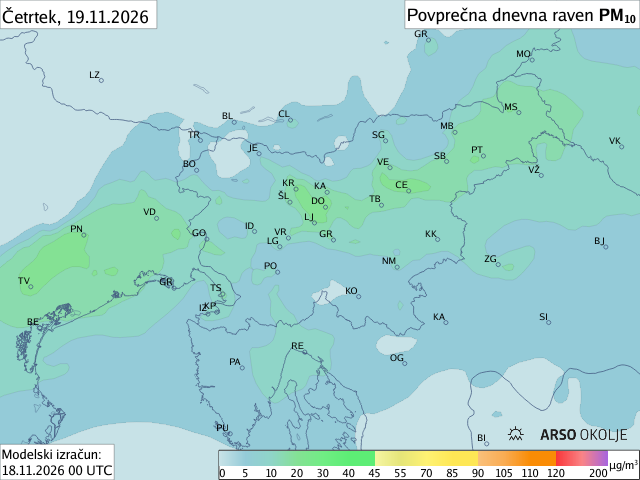 Četrtek, 19.11.2026
Povprečna dnevna raven PM10
GR
MO
LZ
MS
BL
CL
MB
TR
SG
VK
JE
PT
SB
BO
VE
VŽ
KR
KA
CE
ŠL
DO
TB
VD
LJ
PN
ID
GO
VR
GR
KK
LG
BJ
PO
NM
ZG
TV
GR
TS
KO
IZ
KP
BE
KA
SI
RE
PA
OG
PU
BI
ARSO OKOLJE
Modelski izračun:
18.11.2026 00 UTC
0 5 10 20 30 40 45 55 70 85 90 105 110 120 200 µg/m³